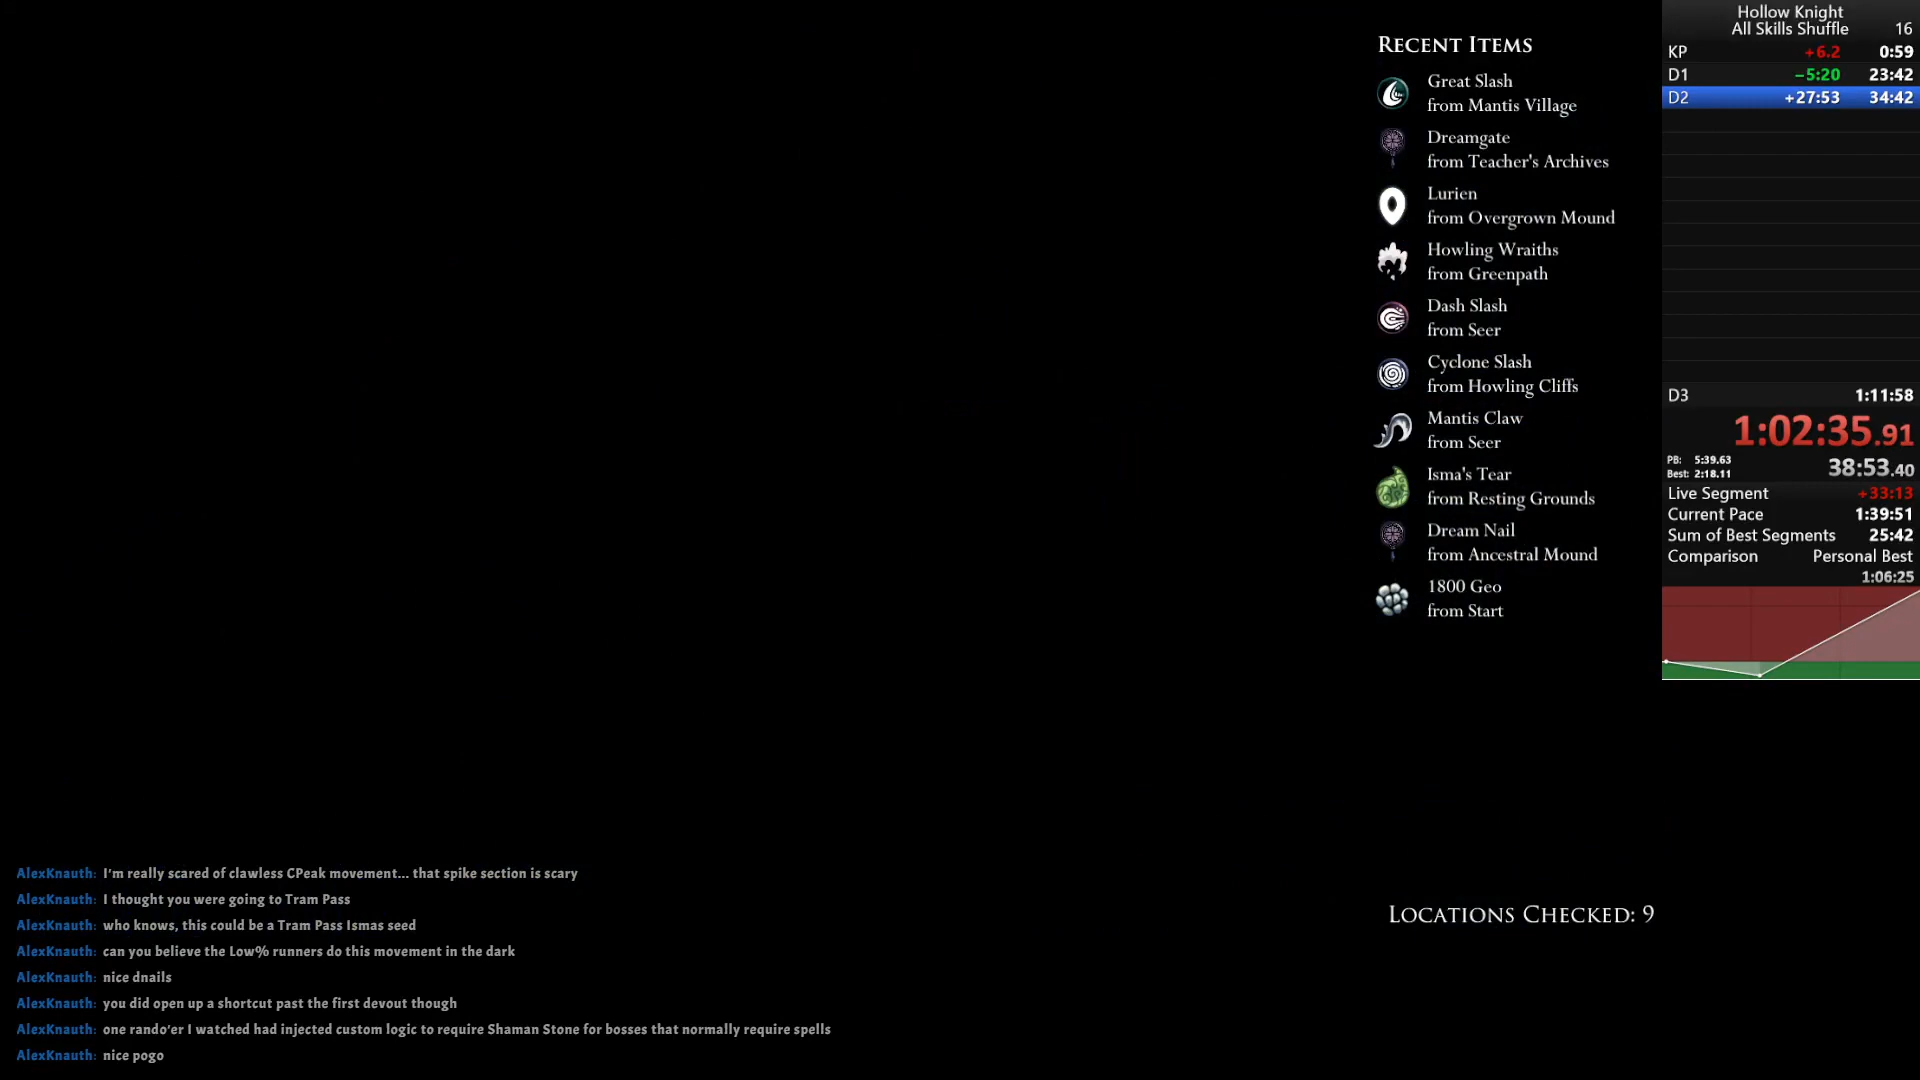 RECENT ITEMS
Great Slash
from Mantis Village
Dreamgate
from Teacher's Archives
Lurien
from Overgrown Mound
Howling Wraiths
from Greenpath
Dash Slash
from Seer
Cyclone Slash
from Howling Cliffs
Mantis Claw
from Seer
Isma's Tear
from Resting Grounds
Dream Nail
from Ancestral Mound
1800 Geo
from Start
LOCATIONS CHECKED: 9
Hollow Knight
All Skills Shuffle 16
KP +6.2 0:59
D1 −5:20 23:42
D2 +27:53 34:42
D3 1:11:58
1:02:35.91
PB: 5:39.63
Best: 2:18.11
38:53.40
Live Segment +33:13
Current Pace 1:39:51
Sum of Best Segments 25:42
Comparison Personal Best
1:06:25
AlexKnauth: I'm really scared of clawless CPeak movement... that spike section is scary
AlexKnauth: I thought you were going to Tram Pass
AlexKnauth: who knows, this could be a Tram Pass Ismas seed
AlexKnauth: can you believe the Low% runners do this movement in the dark
AlexKnauth: nice dnails
AlexKnauth: you did open up a shortcut past the first devout though
AlexKnauth: one rando'er I watched had injected custom logic to require Shaman Stone for bosses that normally require spells
AlexKnauth: nice pogo